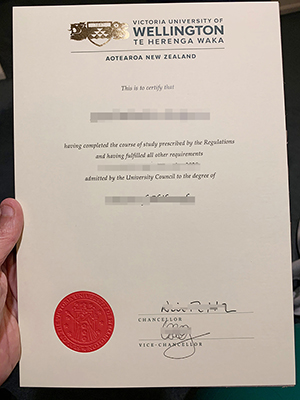 VICTORIA UNIVERSITY OF
WELLINGTON
TE HERENGA WAKA
AOTEAROA NEW ZEALAND
This is to certify that
having completed the course of study prescribed by the Regulations
and having fulfilled all other requirements
admitted by the University Council to the degree of
CHANCELLOR
VICE-CHANCELLOR